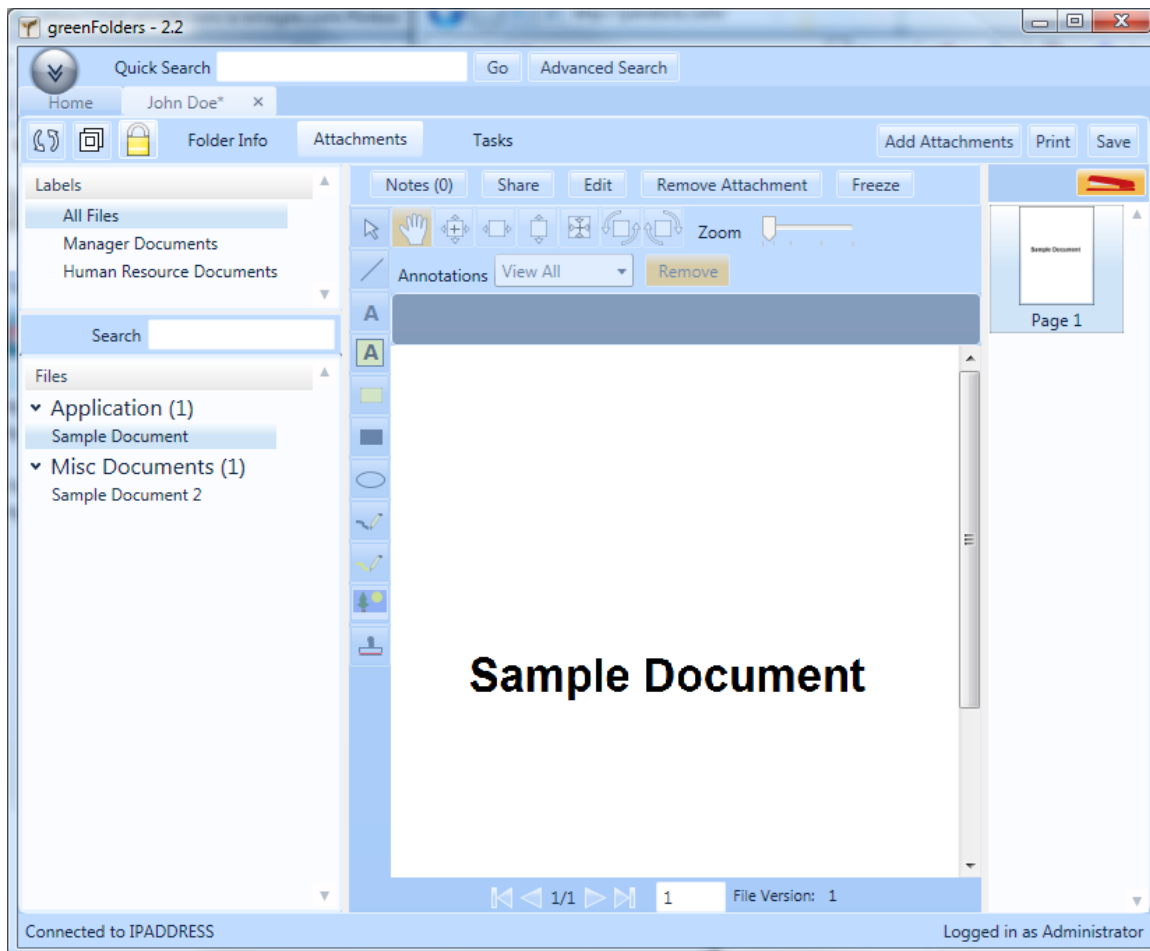 greenFolders - 2.2
Quick Search Go Advanced Search
Home John Doe* ×
Folder Info Attachments Tasks Add Attachments Print Save
Labels
All Files
Manager Documents
Human Resource Documents
Search
Files
Application (1)
Sample Document
Misc Documents (1)
Sample Document 2
Notes (0) Share Edit Remove Attachment Freeze
Zoom
Annotations View All Remove
A
A
Sample Document
1/1 1 File Version: 1
Sample Document
Page 1
Connected to IPADDRESS Logged in as Administrator